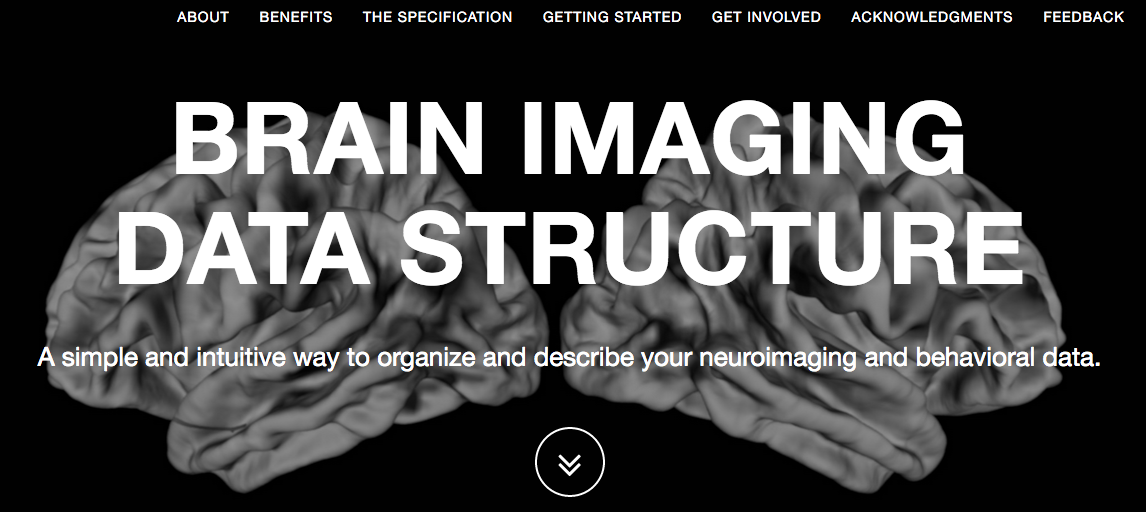 ABOUT BENEFITS THE SPECIFICATION GETTING STARTED GET INVOLVED ACKNOWLEDGMENTS FEEDBACK
BRAIN IMAGING
DATA STRUCTURE
A simple and intuitive way to organize and describe your neuroimaging and behavioral data.